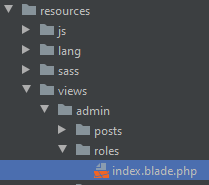 resources
js
lang
sass
views
admin
posts
roles
index.blade.php